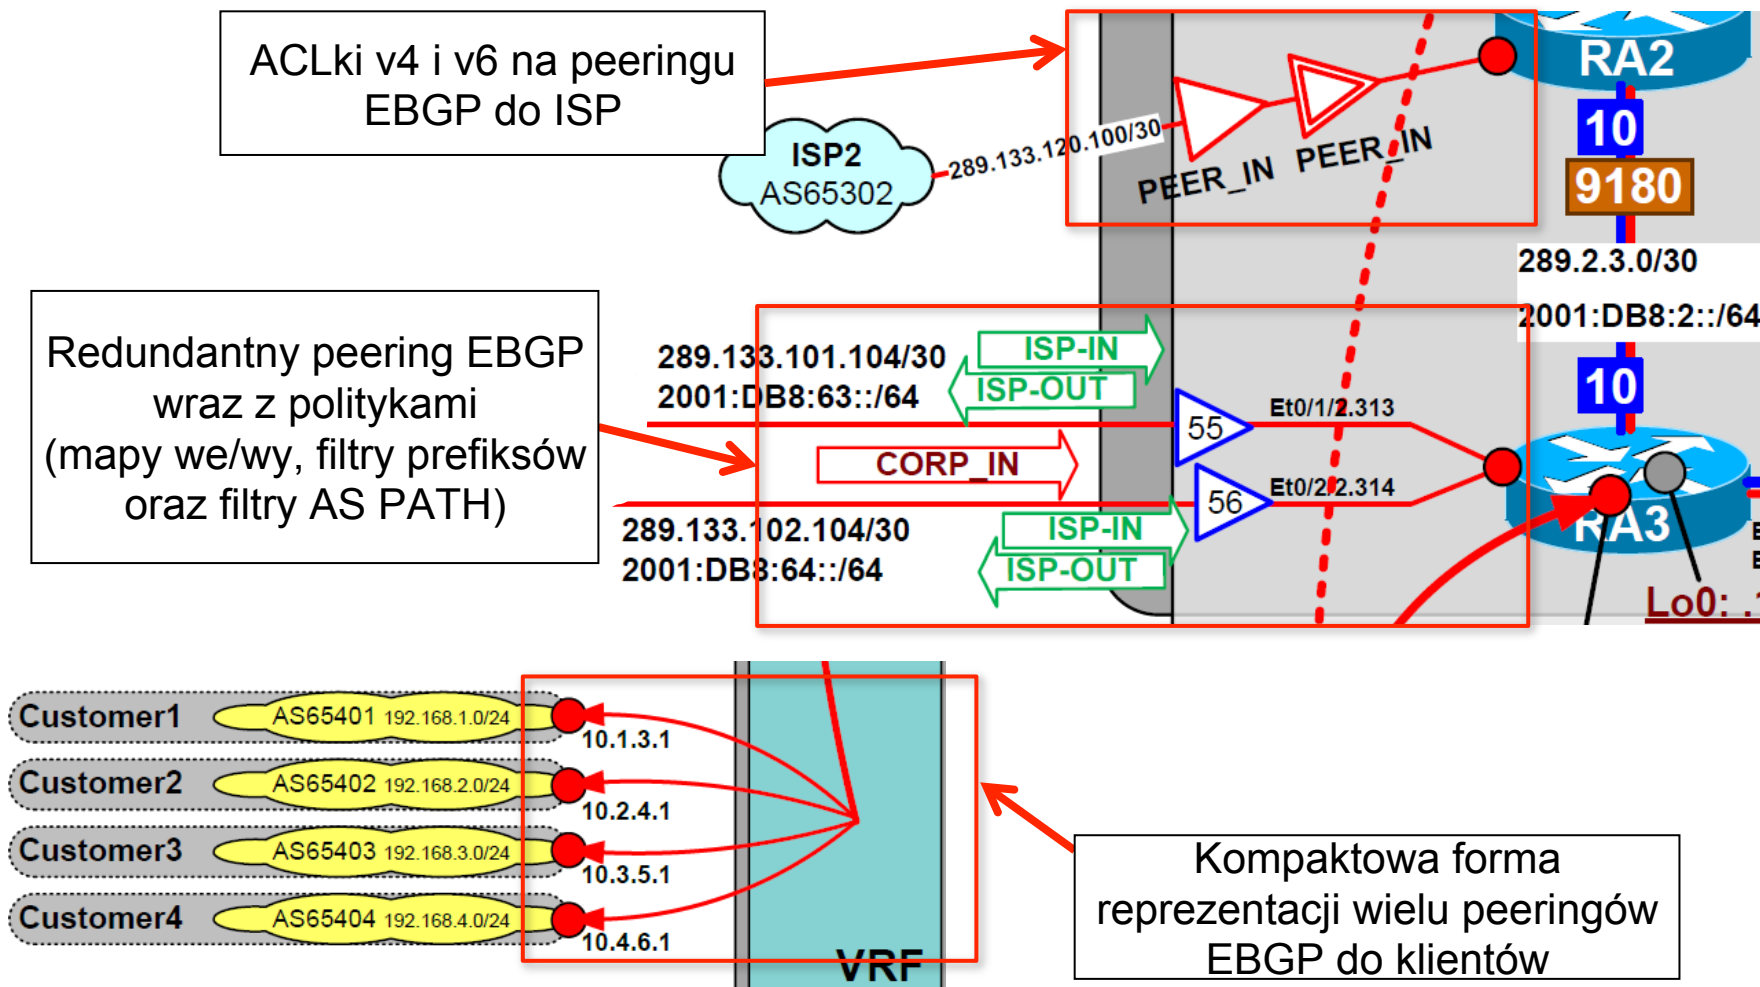 ACLki v4 i v6 na peeringu
EBGP do ISP
ISP2
AS65302
289.133.120.100/30
PEER_IN
PEER_IN
RA2
10
9180
289.2.3.0/30
2001:DB8:2::/64
10
Redundantny peering EBGP
wraz z politykami
(mapy we/wy, filtry prefiksów
oraz filtry AS PATH)
289.133.101.104/30
2001:DB8:63::/64
ISP-IN
ISP-OUT
55
Et0/1/2.313
CORP_IN
56
Et0/2/2.314
289.133.102.104/30
2001:DB8:64::/64
ISP-IN
ISP-OUT
RA3
Lo0: .
Customer1
AS65401 192.168.1.0/24
10.1.3.1
Customer2
AS65402 192.168.2.0/24
10.2.4.1
Customer3
AS65403 192.168.3.0/24
10.3.5.1
Customer4
AS65404 192.168.4.0/24
10.4.6.1
VRF
Kompaktowa forma
reprezentacji wielu peeringów
EBGP do klientów